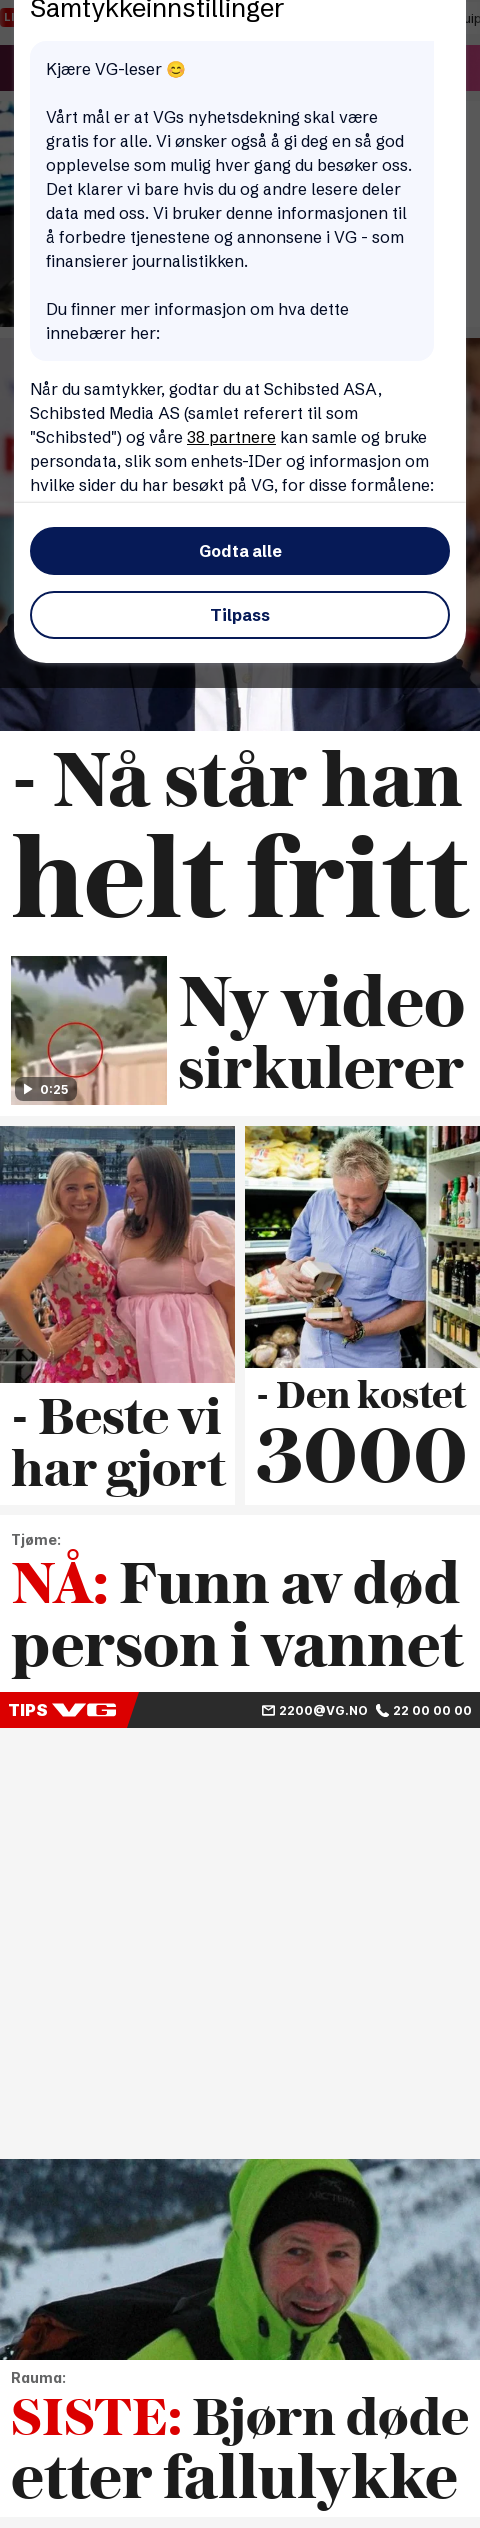 Samtykkeinnstillinger
Kjære VG-leser 😊
Vårt mål er at VGs nyhetsdekning skal være
gratis for alle. Vi ønsker også å gi deg en så god
opplevelse som mulig hver gang du besøker oss.
Det klarer vi bare hvis du og andre lesere deler
data med oss. Vi bruker denne informasjonen til
å forbedre tjenestene og annonsene i VG - som
finansierer journalistikken.
Du finner mer informasjon om hva dette
innebærer her:
Når du samtykker, godtar du at Schibsted ASA,
Schibsted Media AS (samlet referert til som
"Schibsted") og våre 38 partnere kan samle og bruke
persondata, slik som enhets-IDer og informasjon om
hvilke sider du har besøkt på VG, for disse formålene:
Godta alle
Tilpass
- Nå står han
helt fritt
Ny video
sirkulerer
0:25
- Beste vi
har gjort
- Den kostet
3000
Tjøme:
NÅ: Funn av død
person i vannet
TIPS VG 2200@VG.NO 22 00 00 00
ARC'TERYX
Rauma:
SISTE: Bjørn døde
etter fallulykke